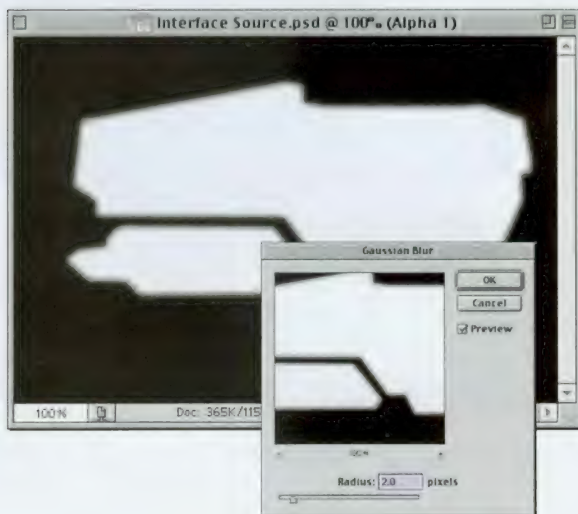 Interface Source.psd @ 100% (Alpha 1)
Gaussian Blur
OK
Cancel
Preview
100%
Doc: 365K/115
Radius: 2.0 pixels